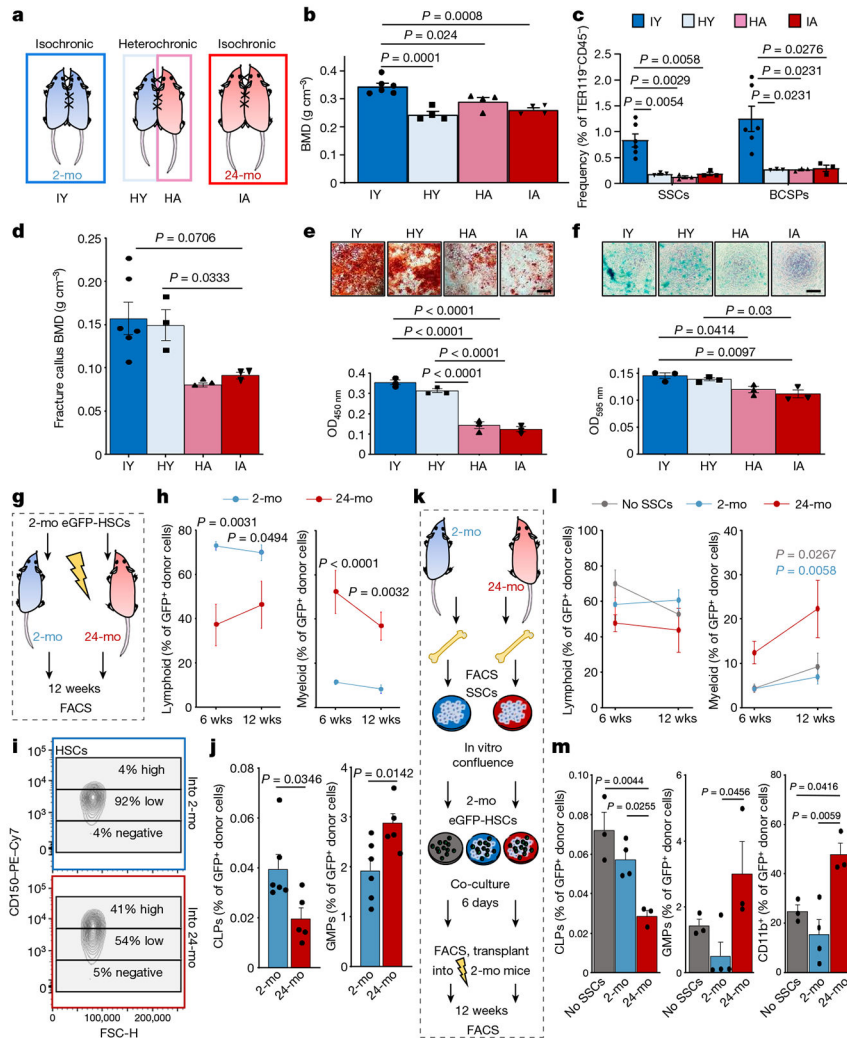 a
Isochronic
Heterochronic
Isochronic
2-mo
24-mo
IY
HY
HA
IA
b
P = 0.0008
P = 0.024
P = 0.0001
BMD (g cm⁻³)
0.4
0.3
0.2
0.1
0
IY
HY
HA
IA
c
IY
HY
HA
IA
P = 0.0058
P = 0.0029
P = 0.0054
P = 0.0276
P = 0.0231
P = 0.0231
Frequency (% of TER119⁻CD45⁻)
2.0
1.5
1.0
0.5
0
SSCs
BCSPs
d
P = 0.0706
P = 0.0333
Fracture callus BMD (g cm⁻³)
0.25
0.20
0.15
0.10
0.05
0.00
IY
HY
HA
IA
e
IY
HY
HA
IA
P < 0.0001
P < 0.0001
P < 0.0001
P < 0.0001
OD450 nm
0.4
0.3
0.2
0.1
0
IY
HY
HA
IA
f
IY
HY
HA
IA
P = 0.03
P = 0.0414
P = 0.0097
OD595 nm
0.15
0.10
0.05
0
IY
HY
HA
IA
g
2-mo eGFP-HSCs
2-mo
24-mo
12 weeks
FACS
h
2-mo
24-mo
P = 0.0031
P = 0.0494
Lymphoid (% of GFP⁺ donor cells)
80
60
40
20
0
6 wks
12 wks
P < 0.0001
P = 0.0032
Myeloid (% of GFP⁺ donor cells)
80
60
40
20
0
6 wks
12 wks
i
HSCs
4% high
92% low
4% negative
Into 2-mo
41% high
54% low
5% negative
Into 24-mo
CD150–PE–Cy7
10⁵
10⁴
10³
0
10⁵
10⁴
10³
0
0
100,000
200,000
FSC-H
j
P = 0.0346
CLPs (% of GFP⁺ donor cells)
0.08
0.06
0.04
0.02
0
2-mo
24-mo
P = 0.0142
GMPs (% of GFP⁺ donor cells)
4
3
2
1
0
2-mo
24-mo
k
2-mo
24-mo
FACS
SSCs
In vitro
confluence
2-mo
eGFP-HSCs
Co-culture
6 days
FACS, transplant
into 2-mo mice
12 weeks
FACS
l
No SSCs
2-mo
24-mo
Lymphoid (% of GFP⁺ donor cells)
100
80
60
40
20
0
6 wks
12 wks
P = 0.0267
P = 0.0058
Myeloid (% of GFP⁺ donor cells)
40
30
20
10
0
6 wks
12 wks
m
P = 0.0044
P = 0.0255
CLPs (% of GFP⁺ donor cells)
0.10
0.08
0.06
0.04
0.02
0
No SSCs
2-mo
24-mo
P = 0.0456
GMPs (% of GFP⁺ donor cells)
6
4
2
0
No SSCs
2-mo
24-mo
P = 0.0416
P = 0.0059
CD11b⁺ (% of GFP⁺ donor cells)
80
60
40
20
0
No SSCs
2-mo
24-mo